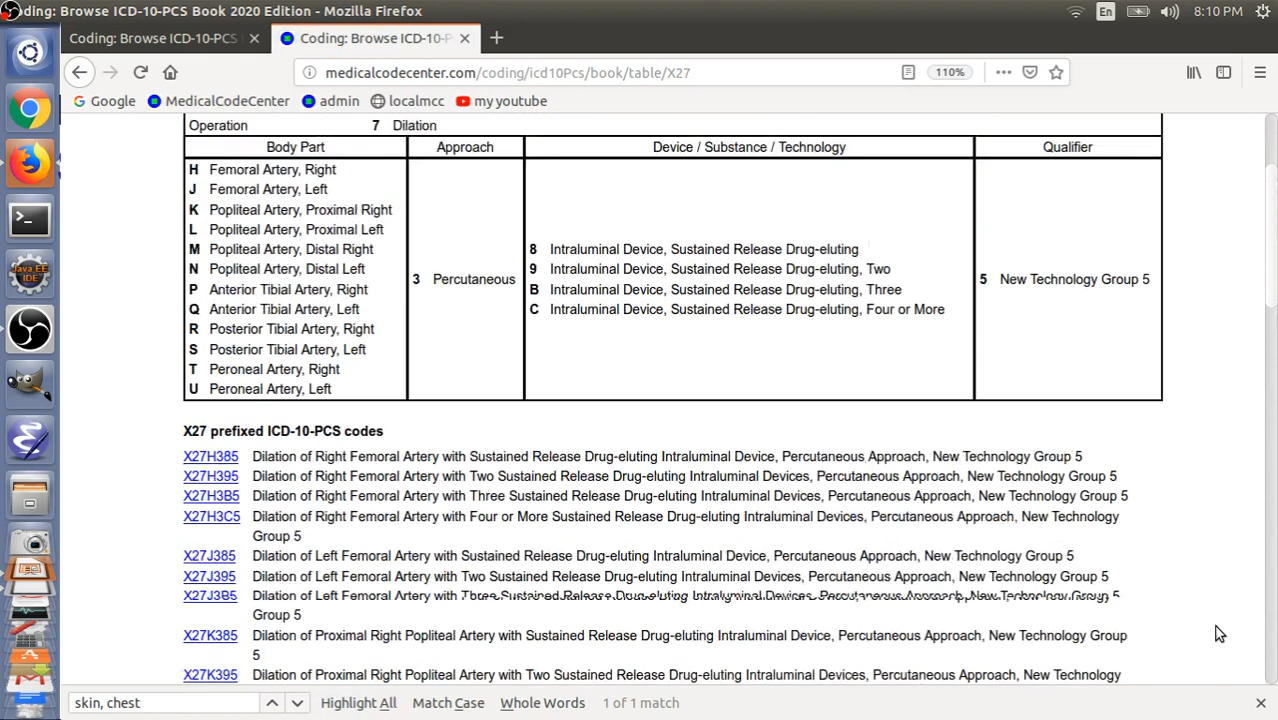 ding: Browse ICD-10-PCS Book 2020 Edition - Mozilla Firefox
En
8:10 PM
Coding: Browse ICD-10-PCS
Coding: Browse ICD-10-P
medicalcodecenter.com/coding/icd10Pcs/book/table/X27
110%
Google
MedicalCodeCenter
admin
localmcc
my youtube
Operation 7 Dilation
Body Part Approach Device / Substance / Technology Qualifier
H Femoral Artery, Right
J Femoral Artery, Left
K Popliteal Artery, Proximal Right
L Popliteal Artery, Proximal Left
M Popliteal Artery, Distal Right
N Popliteal Artery, Distal Left
P Anterior Tibial Artery, Right
Q Anterior Tibial Artery, Left
R Posterior Tibial Artery, Right
S Posterior Tibial Artery, Left
T Peroneal Artery, Right
U Peroneal Artery, Left
3 Percutaneous
8 Intraluminal Device, Sustained Release Drug-eluting
9 Intraluminal Device, Sustained Release Drug-eluting, Two
B Intraluminal Device, Sustained Release Drug-eluting, Three
C Intraluminal Device, Sustained Release Drug-eluting, Four or More
5 New Technology Group 5
X27 prefixed ICD-10-PCS codes
X27H385 Dilation of Right Femoral Artery with Sustained Release Drug-eluting Intraluminal Device, Percutaneous Approach, New Technology Group 5
X27H395 Dilation of Right Femoral Artery with Two Sustained Release Drug-eluting Intraluminal Devices, Percutaneous Approach, New Technology Group 5
X27H3B5 Dilation of Right Femoral Artery with Three Sustained Release Drug-eluting Intraluminal Devices, Percutaneous Approach, New Technology Group 5
X27H3C5 Dilation of Right Femoral Artery with Four or More Sustained Release Drug-eluting Intraluminal Devices, Percutaneous Approach, New Technology
Group 5
X27J385 Dilation of Left Femoral Artery with Sustained Release Drug-eluting Intraluminal Device, Percutaneous Approach, New Technology Group 5
X27J395 Dilation of Left Femoral Artery with Two Sustained Release Drug-eluting Intraluminal Devices, Percutaneous Approach, New Technology Group 5
X27J3B5 Dilation of Left Femoral Artery with Three Sustained Release Drug-eluting Intraluminal Devices, Percutaneous Approach, New Technology Group 5
Group 5
X27K385 Dilation of Proximal Right Popliteal Artery with Sustained Release Drug-eluting Intraluminal Device, Percutaneous Approach, New Technology Group
5
X27K395 Dilation of Proximal Right Popliteal Artery with Two Sustained Release Drug-eluting Intraluminal Devices, Percutaneous Approach, New Technology
skin, chest
Highlight All
Match Case
Whole Words
1 of 1 match